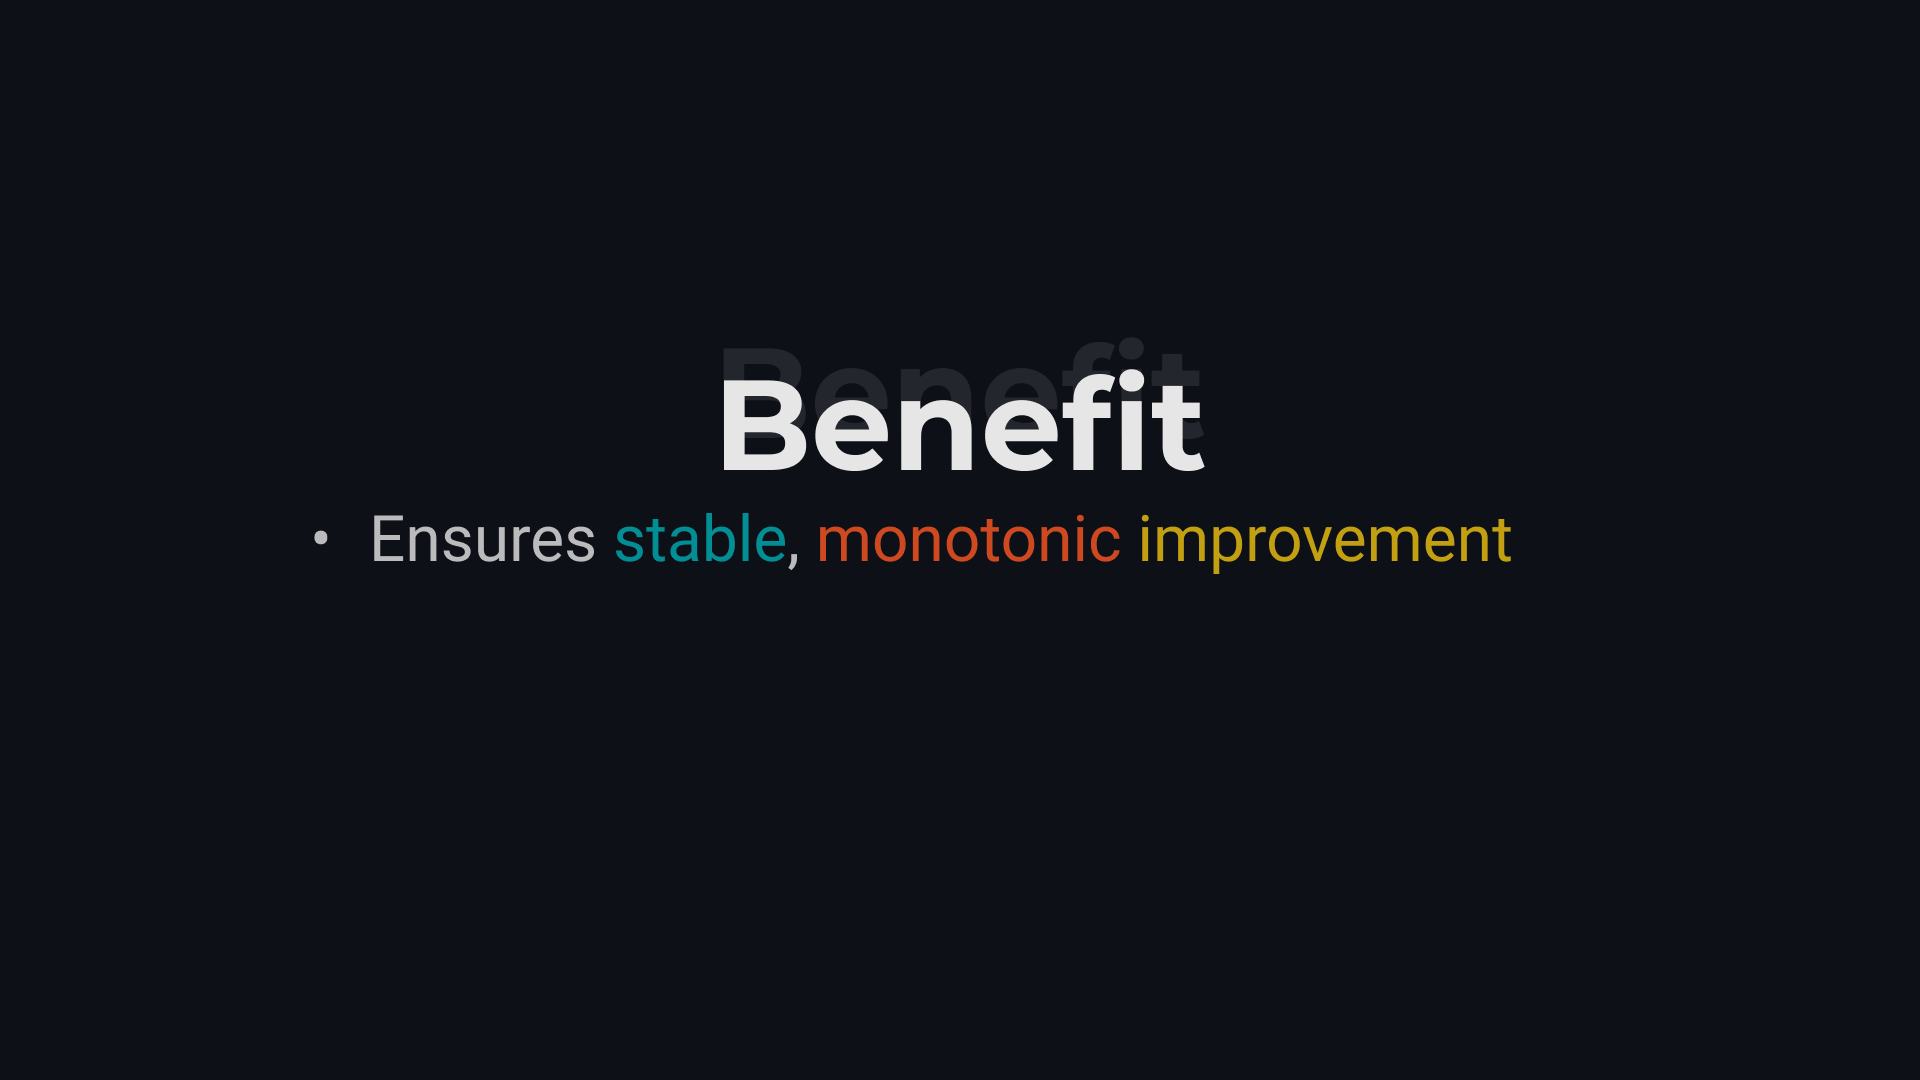 Benefit
• Ensures stable, monotonic improvement